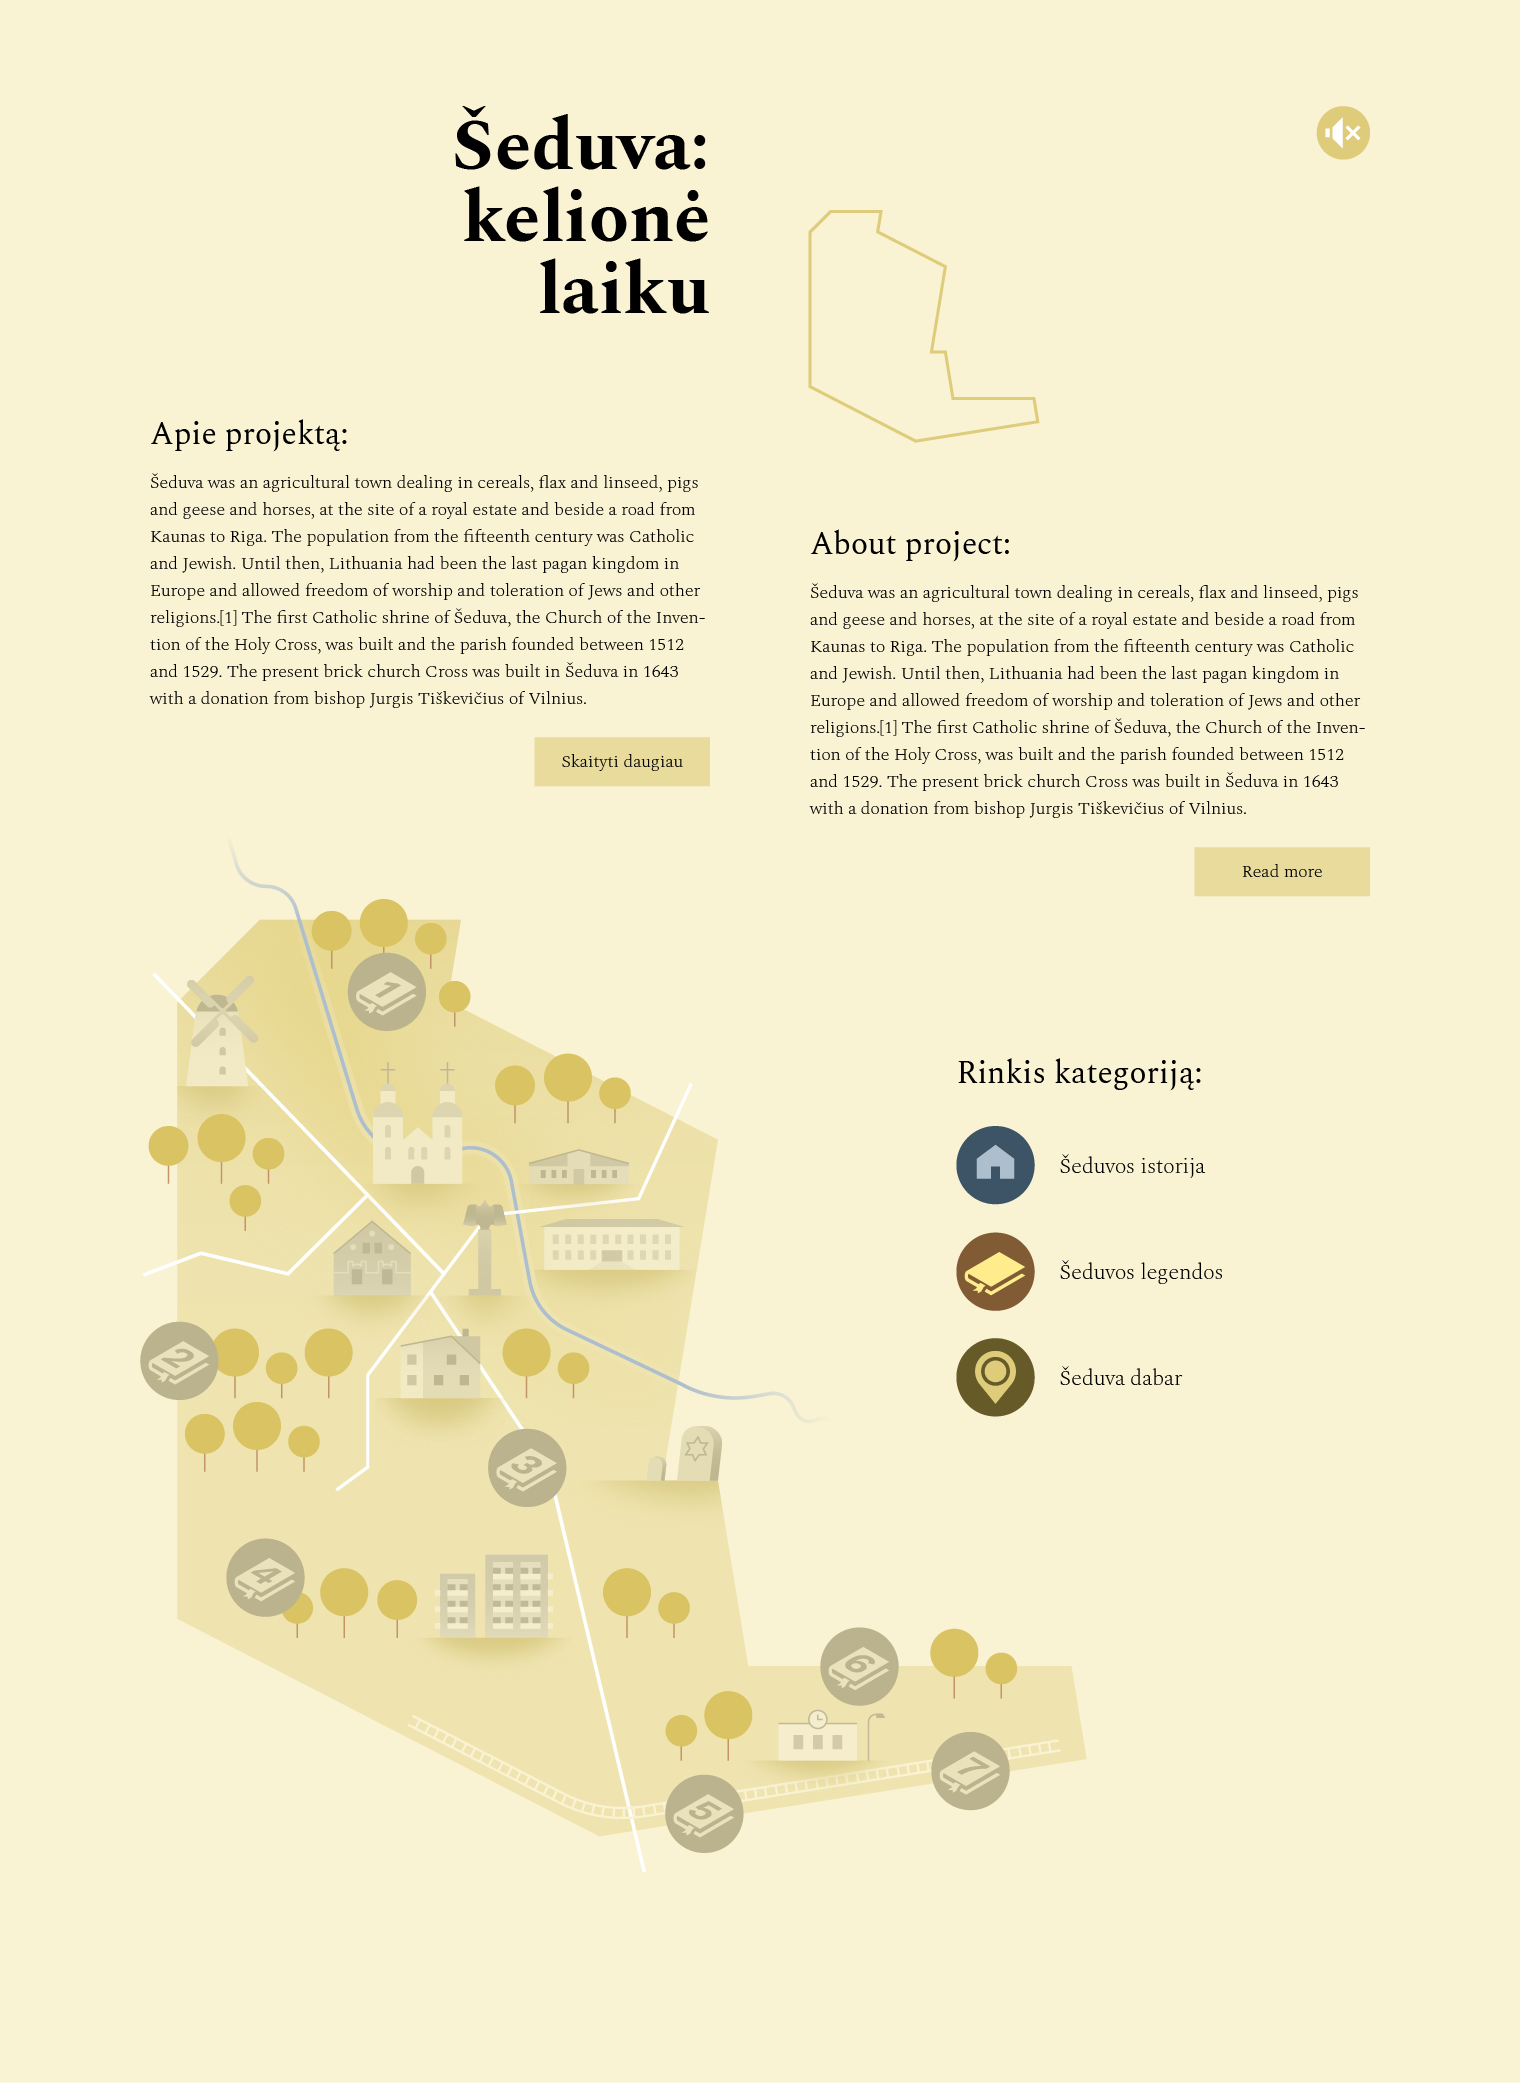 Šeduva:
kelionė
laiku
Apie projektą:
Šeduva was an agricultural town dealing in cereals, flax and linseed, pigs
and geese and horses, at the site of a royal estate and beside a road from
Kaunas to Riga. The population from the fifteenth century was Catholic
and Jewish. Until then, Lithuania had been the last pagan kingdom in
Europe and allowed freedom of worship and toleration of Jews and other
religions.[1] The first Catholic shrine of Šeduva, the Church of the Inven-
tion of the Holy Cross, was built and the parish founded between 1512
and 1529. The present brick church Cross was built in Šeduva in 1643
with a donation from bishop Jurgis Tiškevičius of Vilnius.
Skaityti daugiau
About project:
Šeduva was an agricultural town dealing in cereals, flax and linseed, pigs
and geese and horses, at the site of a royal estate and beside a road from
Kaunas to Riga. The population from the fifteenth century was Catholic
and Jewish. Until then, Lithuania had been the last pagan kingdom in
Europe and allowed freedom of worship and toleration of Jews and other
religions.[1] The first Catholic shrine of Šeduva, the Church of the Inven-
tion of the Holy Cross, was built and the parish founded between 1512
and 1529. The present brick church Cross was built in Šeduva in 1643
with a donation from bishop Jurgis Tiškevičius of Vilnius.
Read more
1
2
3
4
6
7
5
Rinkis kategoriją:
Šeduvos istorija
Šeduvos legendos
Šeduva dabar